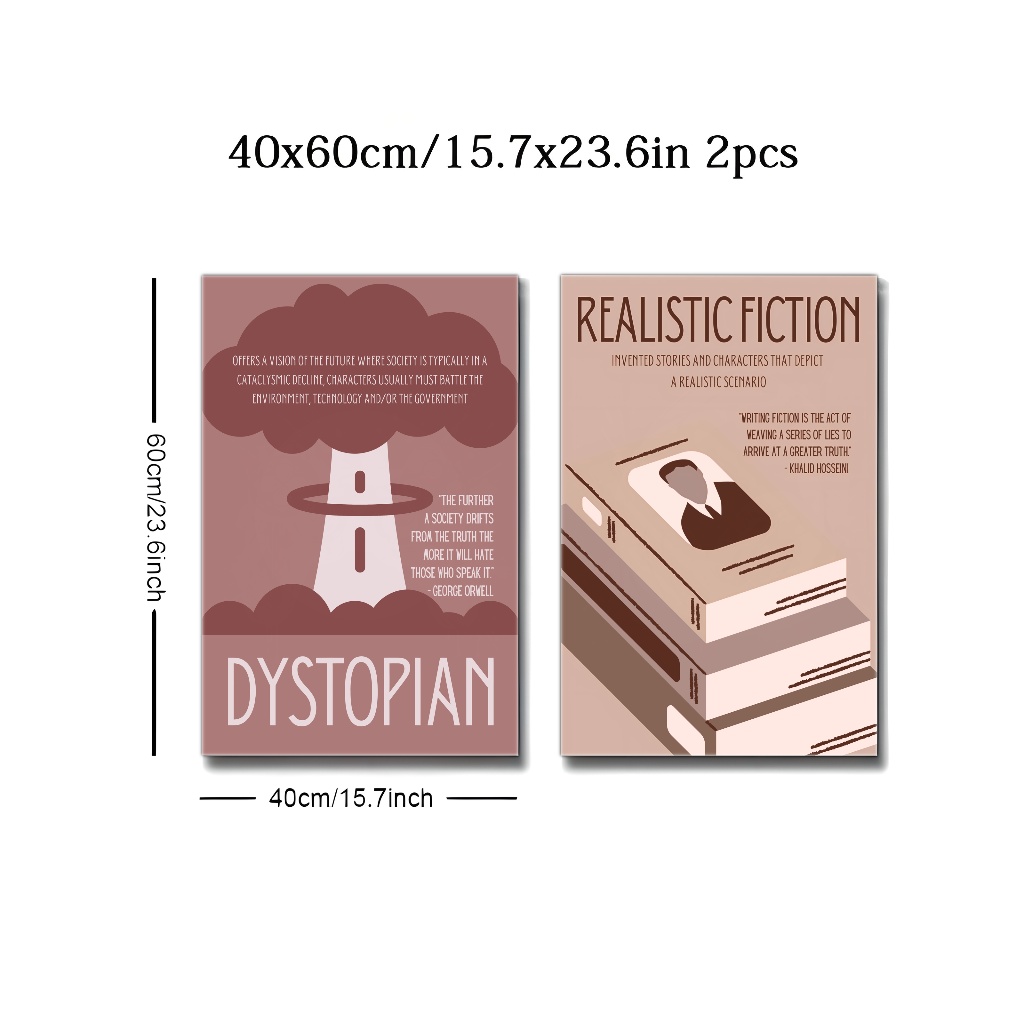 40x60cm/15.7x23.6in 2pcs
60cm/23.6inch
OFFERS A VISION OF THE FUTURE WHERE SOCIETY IS TYPICALLY IN A
CATACLYSMIC DECLINE, CHARACTERS USUALLY MUST BATTLE THE
ENVIRONMENT, TECHNOLOGY AND/OR THE GOVERNMENT
"THE FURTHER
A SOCIETY DRIFTS
FROM THE TRUTH THE
MORE IT WILL HATE
THOSE WHO SPEAK IT."
- GEORGE ORWELL
DYSTOPIAN
REALISTIC FICTION
INVENTED STORIES AND CHARACTERS THAT DEPICT
A REALISTIC SCENARIO
"WRITING FICTION IS THE ACT OF
WEAVING A SERIES OF LIES TO
ARRIVE AT A GREATER TRUTH."
- KHALID HOSSEINI
40cm/15.7inch